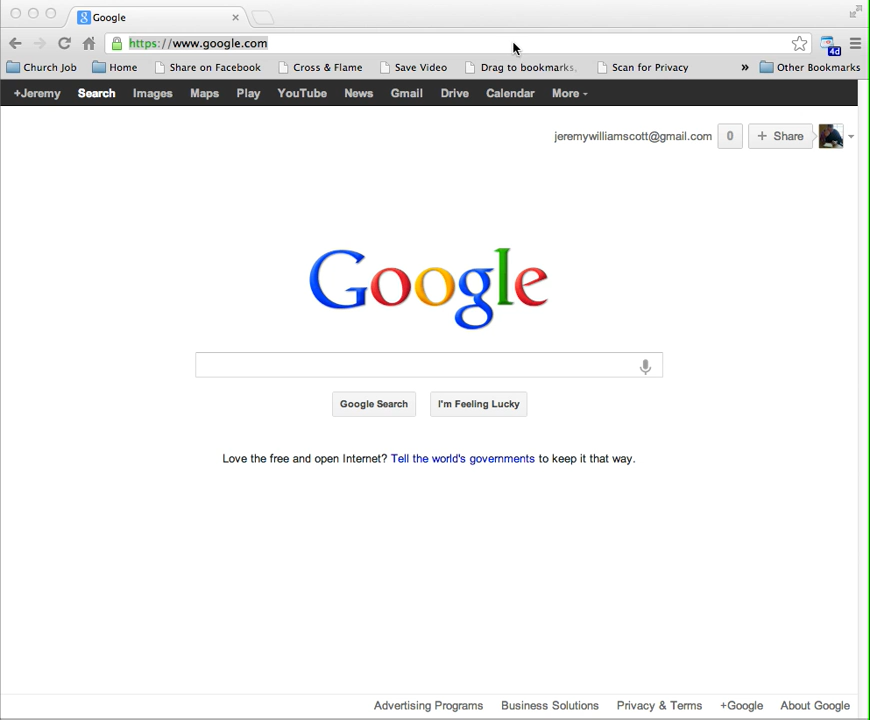 Google
https://www.google.com
4d
Church Job Home Share on Facebook Cross & Flame Save Video Drag to bookmarks, Scan for Privacy » Other Bookmarks
+Jeremy Search Images Maps Play YouTube News Gmail Drive Calendar More
jeremywilliamscott@gmail.com 0 + Share
Google
Google Search I'm Feeling Lucky
Love the free and open Internet? Tell the world's governments to keep it that way.
Advertising Programs Business Solutions Privacy & Terms +Google About Google